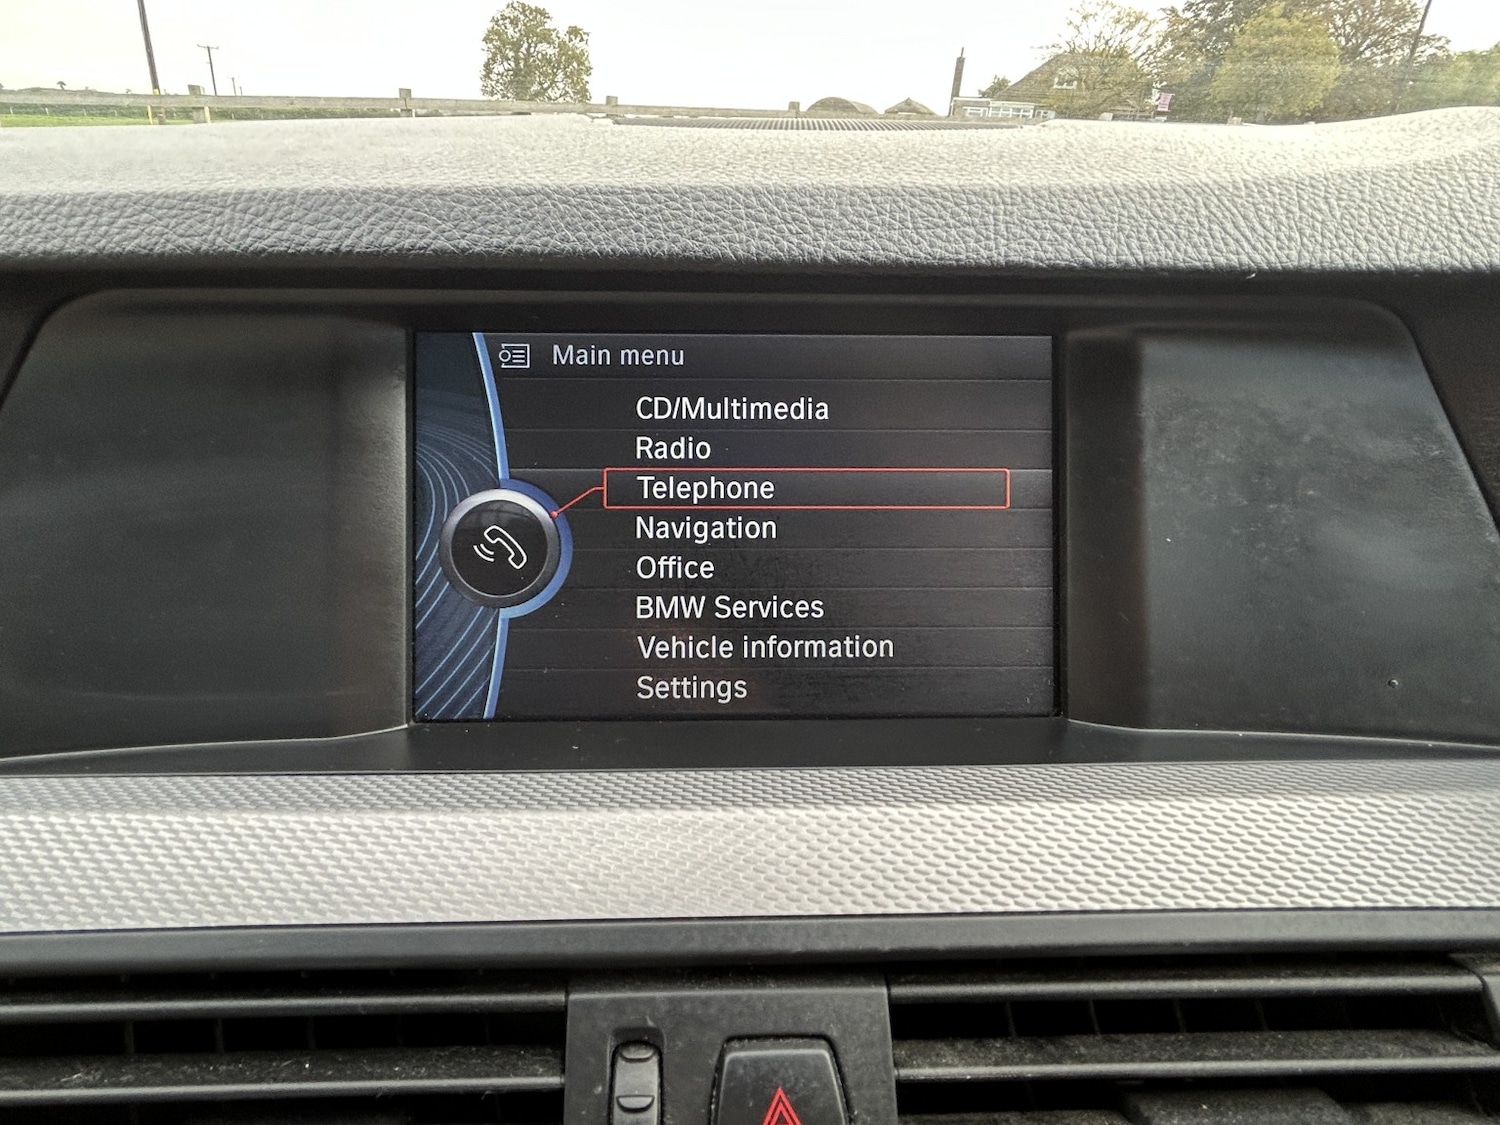 Main menu
CD/Multimedia
Radio
Telephone
Navigation
Office
BMW Services
Vehicle information
Settings